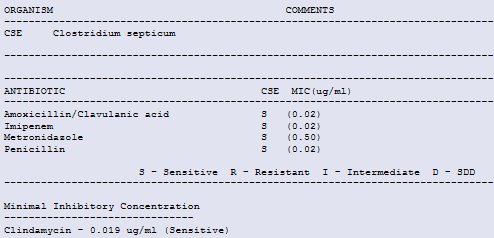 ORGANISM COMMENTS
CSE Clostridium septicum
ANTIBIOTIC CSE MIC(ug/ml)
Amoxicillin/Clavulanic acid S (0.02)
Imipenem S (0.02)
Metronidazole S (0.50)
Penicillin S (0.02)
S - Sensitive R - Resistant I - Intermediate D - SDD
Minimal Inhibitory Concentration
Clindamycin - 0.019 ug/ml (Sensitive)